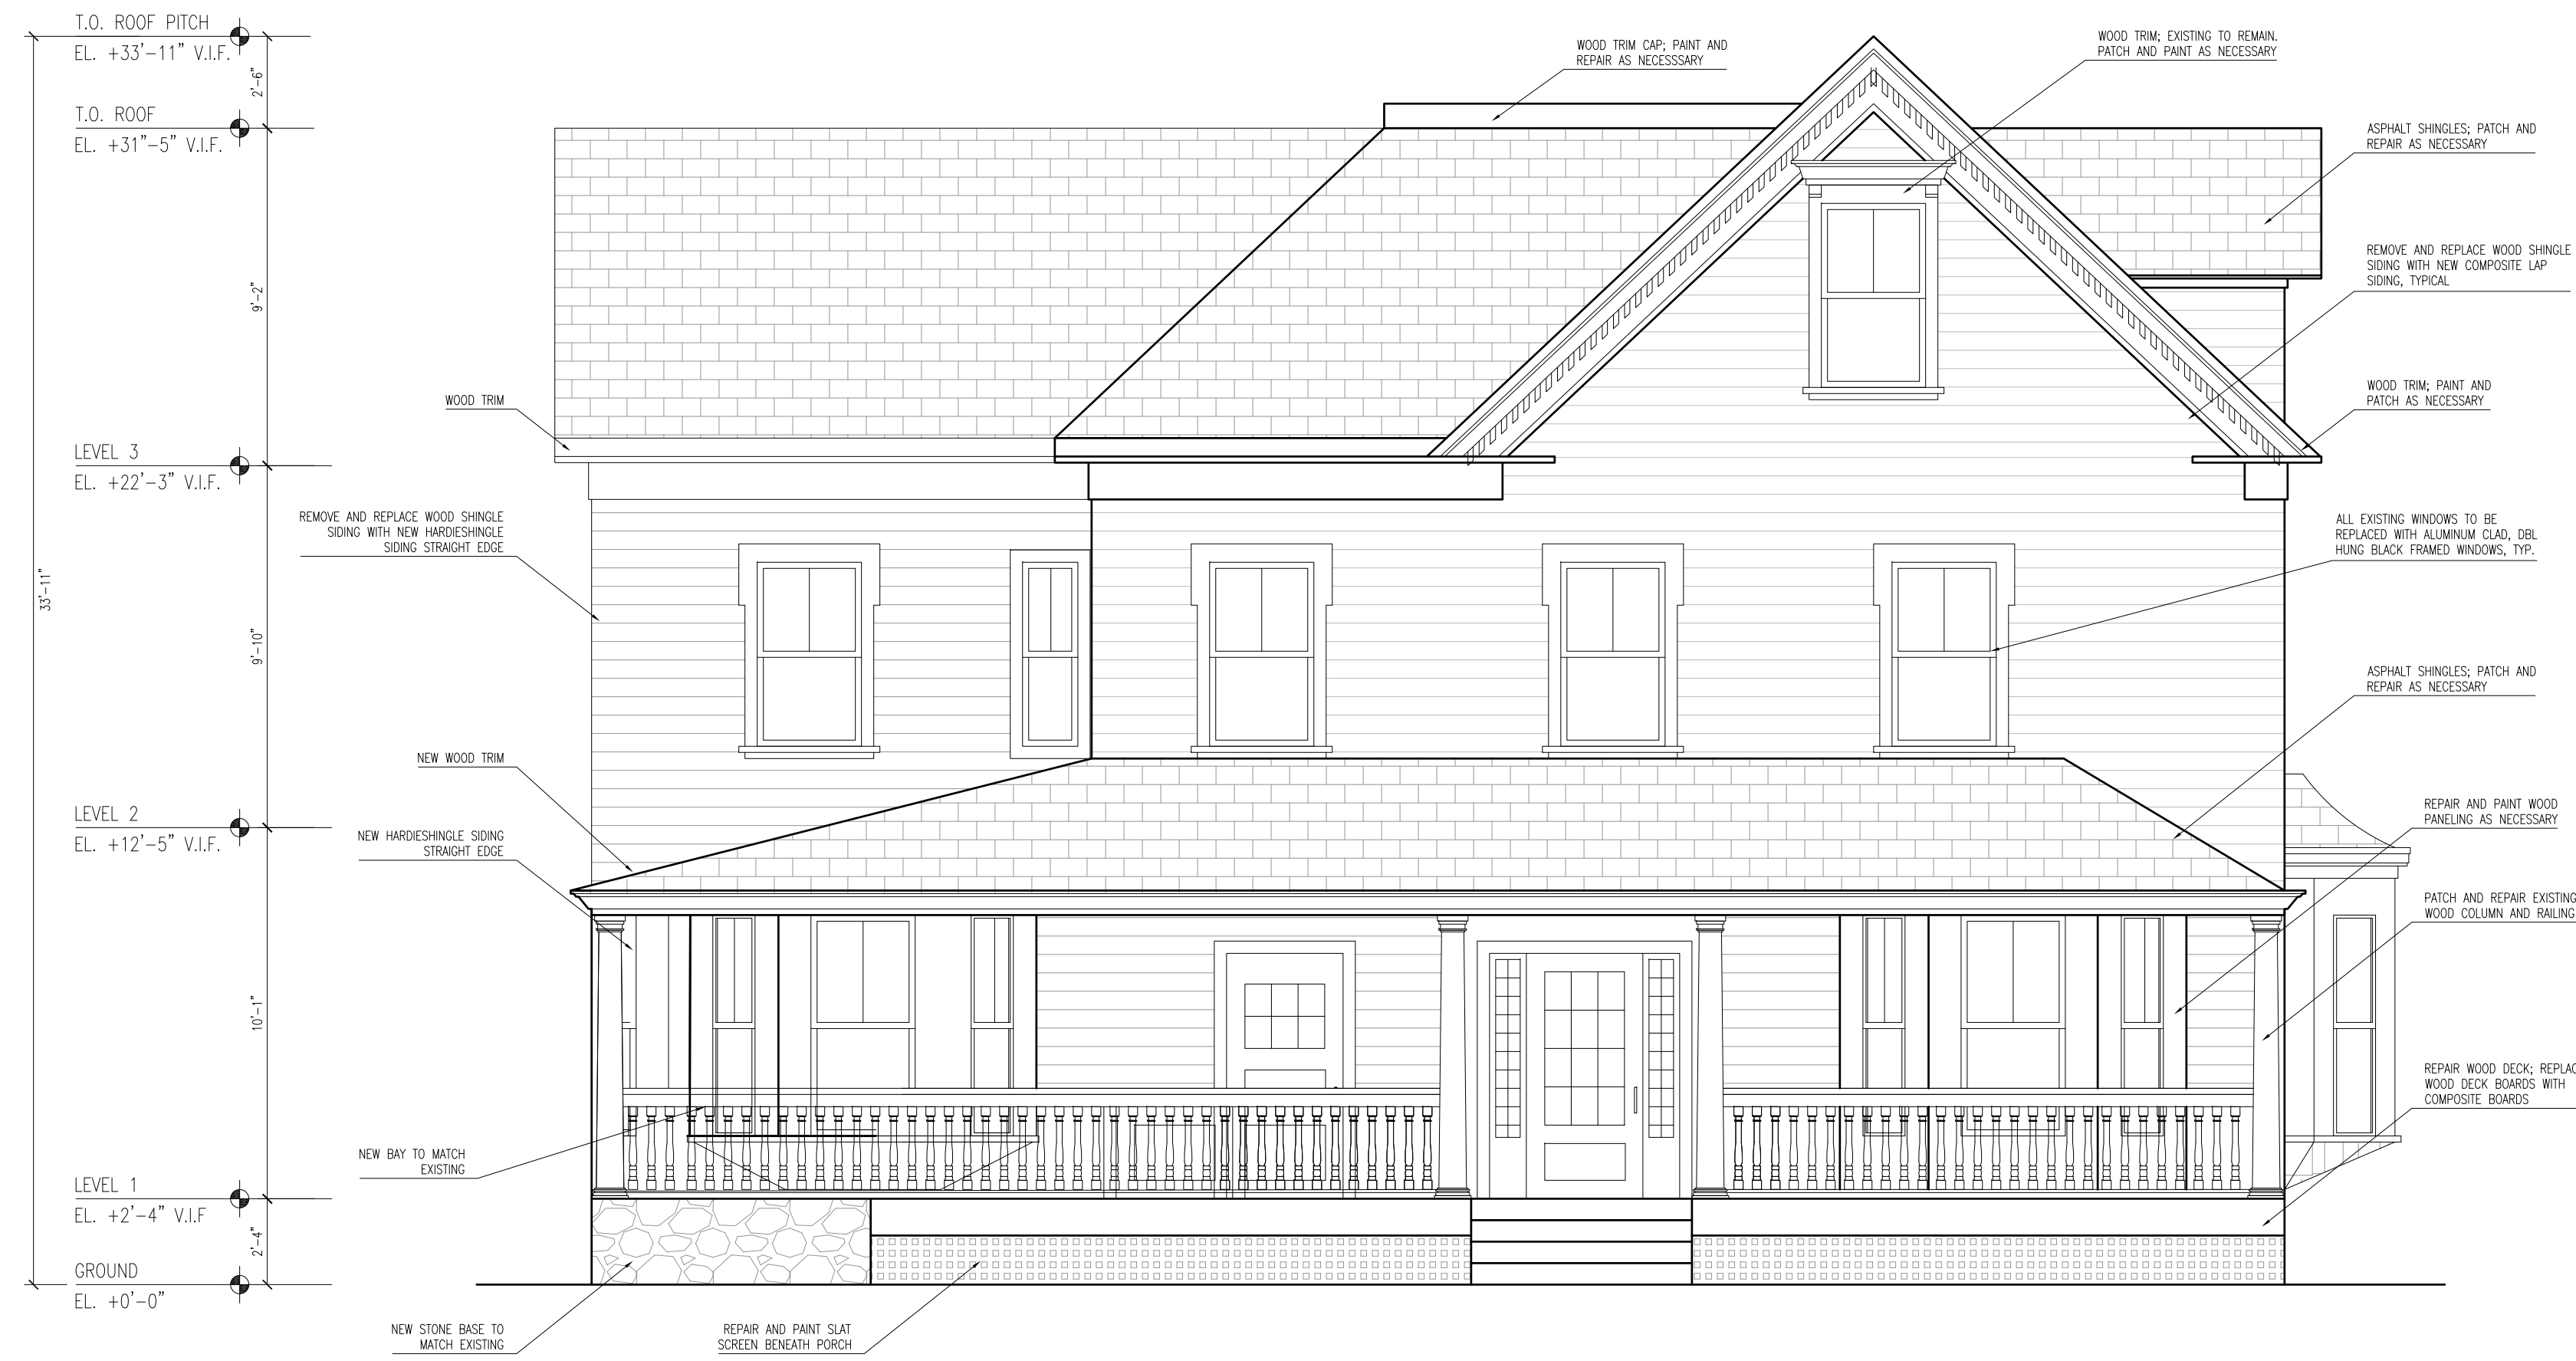 T.O. ROOF PITCH
EL. +33'-11" V.I.F.
2'-6"
T.O. ROOF
EL. +31"-5" V.I.F.
9'-2"
LEVEL 3
EL. +22'-3" V.I.F.
33'-11"
9'-10"
LEVEL 2
EL. +12'-5" V.I.F.
10'-1"
LEVEL 1
EL. +2'-4" V.I.F
2'-4"
GROUND
EL. +0'-0"
WOOD TRIM
REMOVE AND REPLACE WOOD SHINGLE
SIDING WITH NEW HARDIESHINGLE
SIDING STRAIGHT EDGE
NEW WOOD TRIM
NEW HARDIESHINGLE SIDING
STRAIGHT EDGE
NEW BAY TO MATCH
EXISTING
NEW STONE BASE TO
MATCH EXISTING
REPAIR AND PAINT SLAT
SCREEN BENEATH PORCH
WOOD TRIM CAP; PAINT AND
REPAIR AS NECESSSARY
WOOD TRIM; EXISTING TO REMAIN.
PATCH AND PAINT AS NECESSARY
ASPHALT SHINGLES; PATCH AND
REPAIR AS NECESSARY
REMOVE AND REPLACE WOOD SHINGLE
SIDING WITH NEW COMPOSITE LAP
SIDING, TYPICAL
WOOD TRIM; PAINT AND
PATCH AS NECESSARY
ALL EXISTING WINDOWS TO BE
REPLACED WITH ALUMINUM CLAD, DBL
HUNG BLACK FRAMED WINDOWS, TYP.
ASPHALT SHINGLES; PATCH AND
REPAIR AS NECESSARY
REPAIR AND PAINT WOOD
PANELING AS NECESSARY
PATCH AND REPAIR EXISTING
WOOD COLUMN AND RAILING
REPAIR WOOD DECK; REPLAC
WOOD DECK BOARDS WITH
COMPOSITE BOARDS